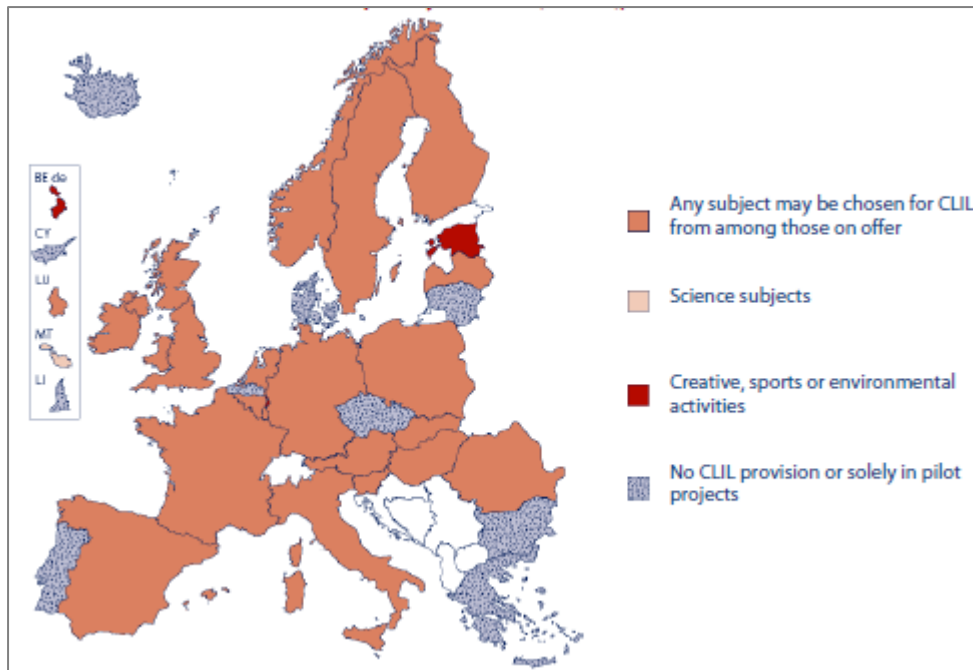 BE de
CY
LU
MT
LI
Any subject may be chosen for CLIL
from among those on offer
Science subjects
Creative, sports or environmental
activities
No CLIL provision or solely in pilot
projects